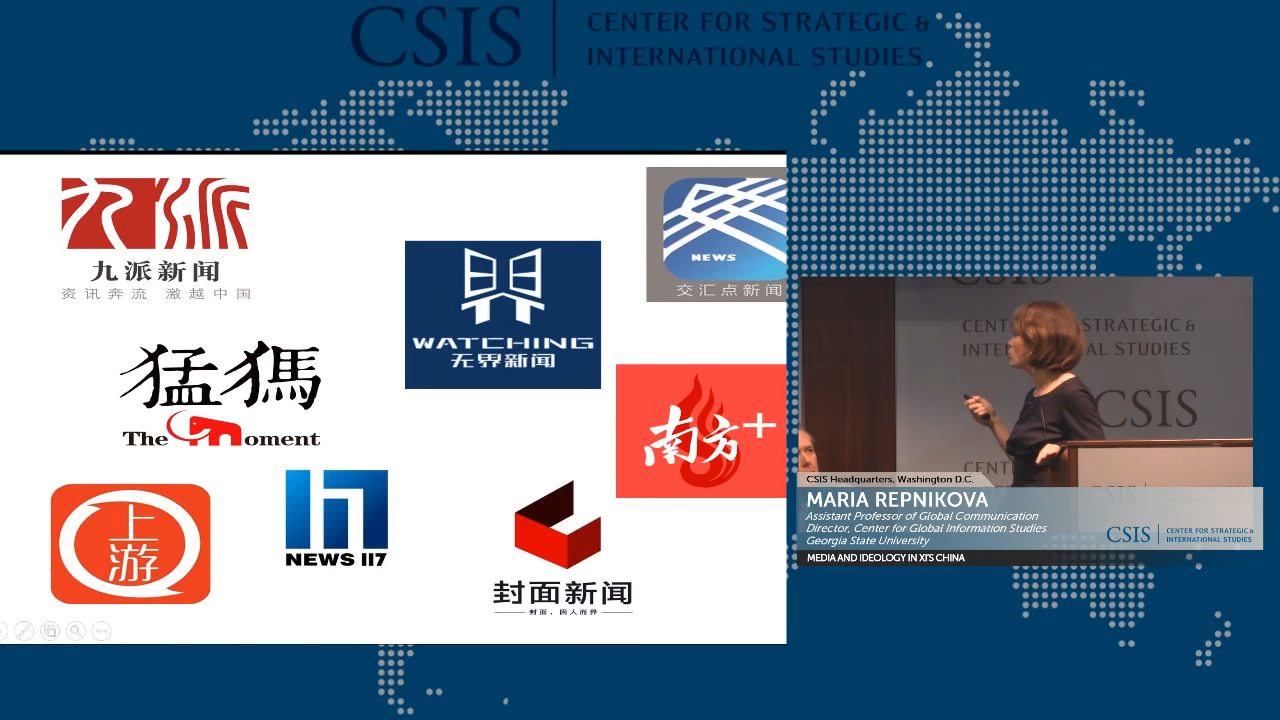 CSIS
CENTER FOR STRATEGIC &
INTERNATIONAL STUDIES
九派新闻
资讯奔流 激越中国
WATCHING
无界新闻
NEWS
交汇点新闻
猛犸
The Moment
南方+
上游
NEWS 117
封面新闻
封面，因人而异
CENT STRATEGIC &
INTE L STUDIES
CSIS
CENT
CSIS
CSIS Headquarters, Washington D.C.
MARIA REPNIKOVA
Assistant Professor of Global Communication
Director, Center for Global Information Studies
Georgia State University
CSIS
CENTER FOR STRATEGIC &
INTERNATIONAL STUDIES
MEDIA AND IDEOLOGY IN XI'S CHINA